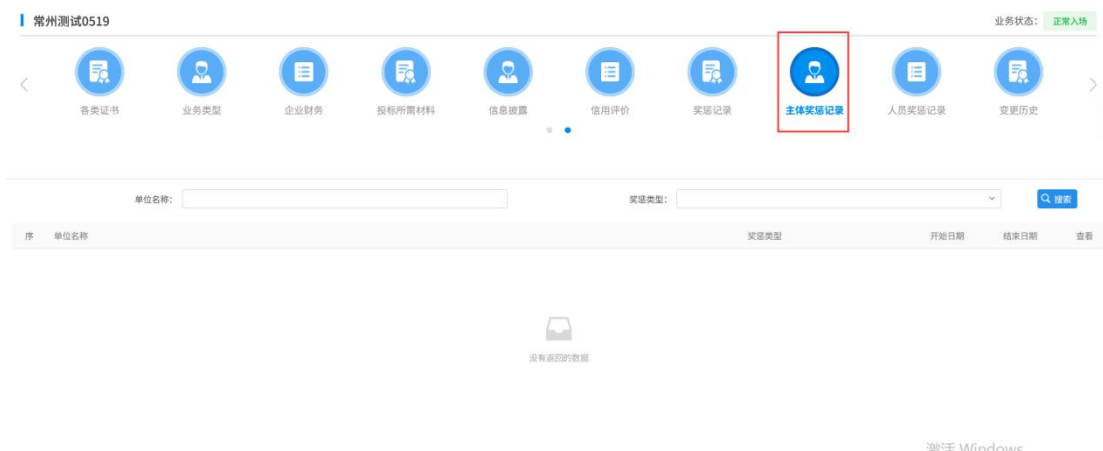 常州测试0519
业务状态： 正常入场
各类证书 业务类型 企业财务 投标所需材料 信息披露 信用评价 奖惩记录 主体奖惩记录 人员奖惩记录 变更历史
单位名称： 奖惩类型： 搜索
序 单位名称 奖惩类型 开始日期 结束日期 查看
没有返回的数据
激活 Windows